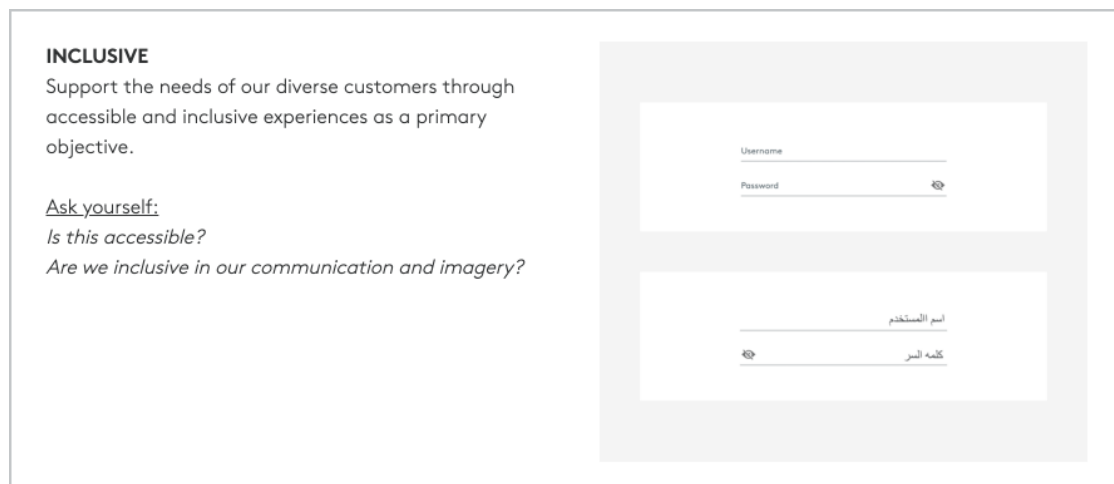 INCLUSIVE
Support the needs of our diverse customers through
accessible and inclusive experiences as a primary
objective.
Ask yourself:
Is this accessible?
Are we inclusive in our communication and imagery?
Username
Password
اسم االمستخدم
كلمه السر